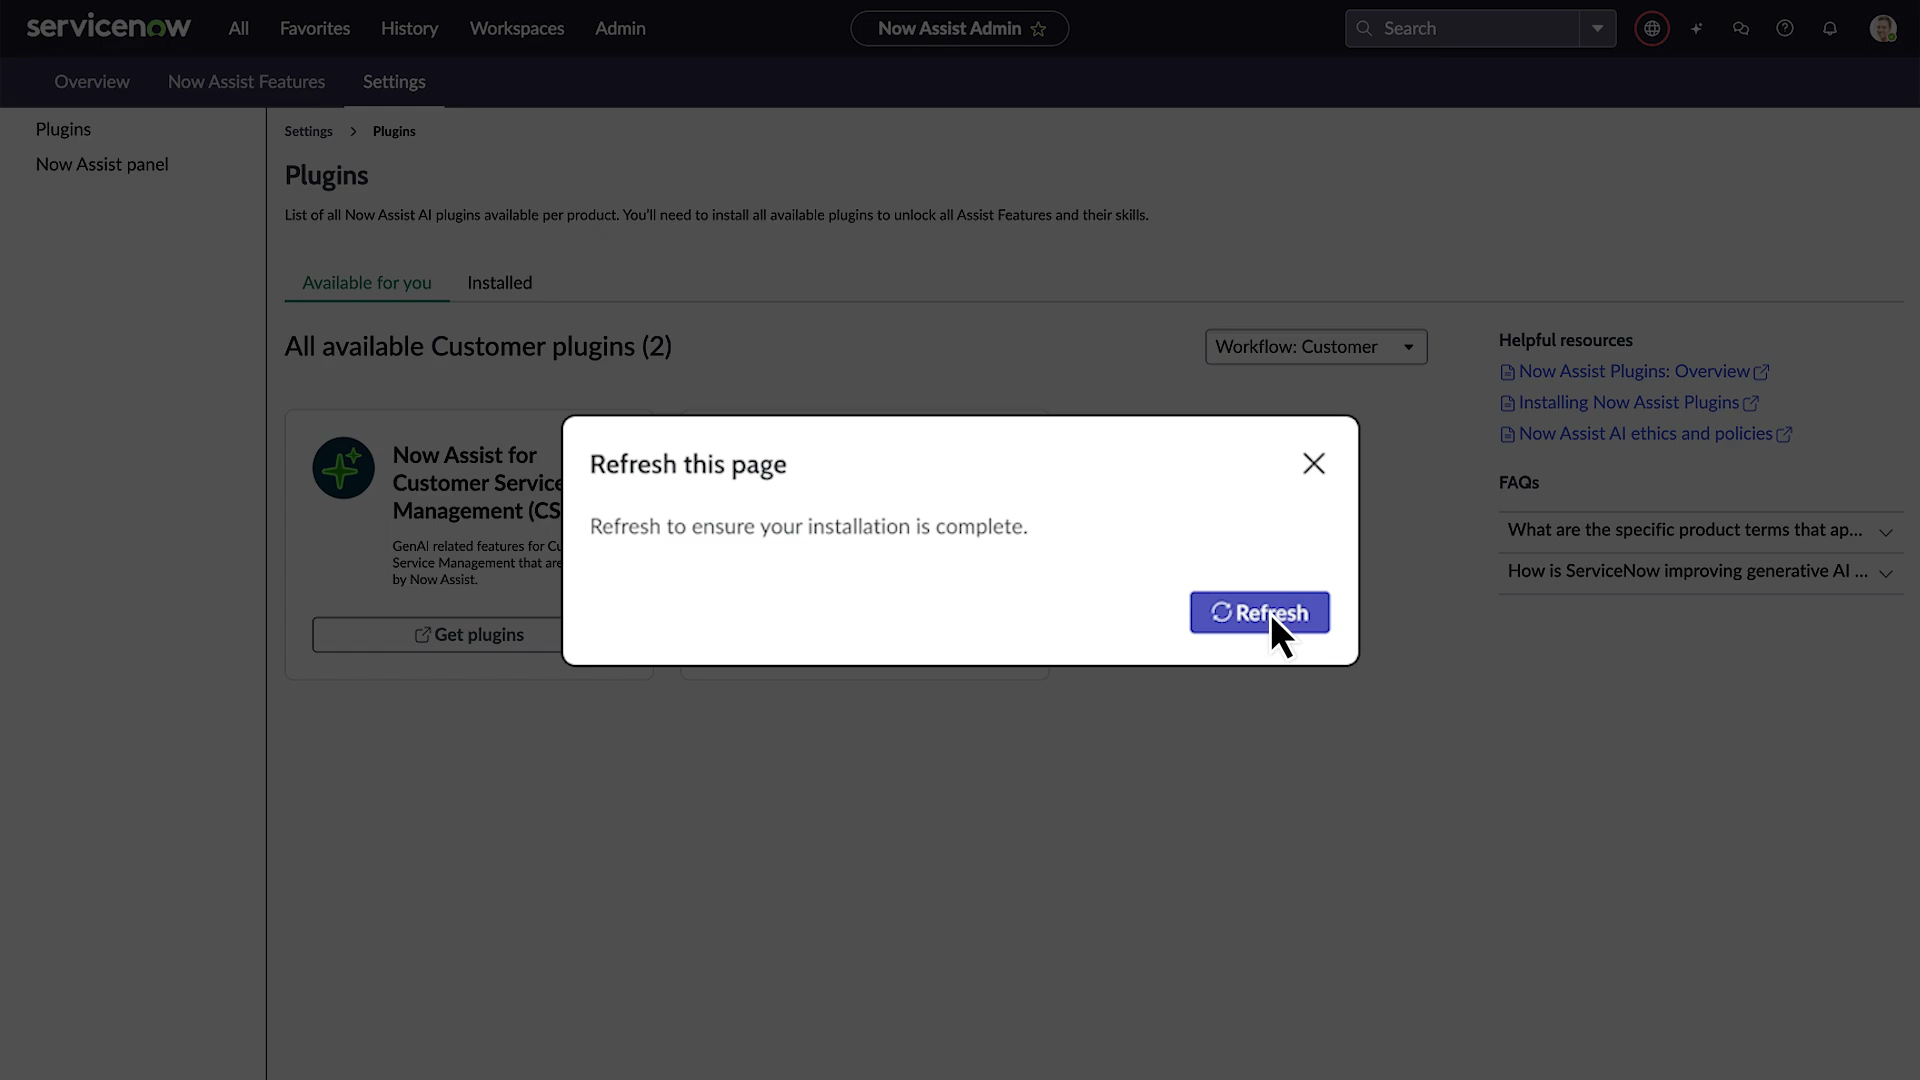 servicenow
All
Favorites
History
Workspaces
Admin
Now Assist Admin
Search
Overview
Now Assist Features
Settings
Plugins
Now Assist panel
Settings > Plugins
Plugins
List of all Now Assist AI plugins available per product. You'll need to install all available plugins to unlock all Assist Features and their skills.
Available for you
Installed
All available Customer plugins (2)
Workflow: Customer
Now Assist for
Customer Service
Management (CS
GenAI related features for Cu
Service Management that are
by Now Assist.
Get plugins
Refresh this page
Refresh to ensure your installation is complete.
Refresh
Helpful resources
Now Assist Plugins: Overview
Installing Now Assist Plugins
Now Assist AI ethics and policies
FAQs
What are the specific product terms that ap...
How is ServiceNow improving generative AI ...